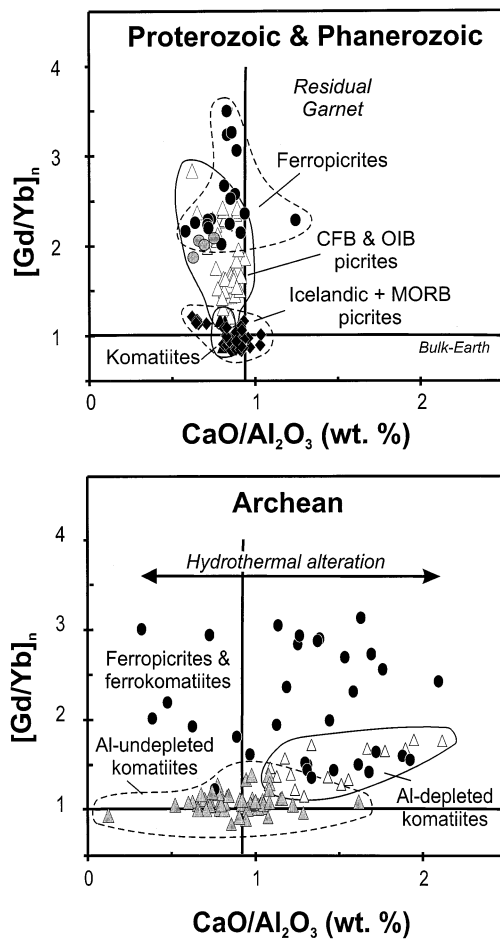 Proterozoic & Phanerozoic
4
Residual
Garnet
3
Ferropicrites
[Gd/Yb]n
CFB & OIB
picrites
2
Icelandic + MORB
picrites
1
Bulk-Earth
Komatiites
0
1
2
CaO/Al2O3 (wt. %)
Archean
4
Hydrothermal alteration
3
Ferropicrites &
ferrokomatiites
[Gd/Yb]n
2
Al-undepleted
komatiites
Al-depleted
komatiites
1
0
1
2
CaO/Al2O3 (wt. %)